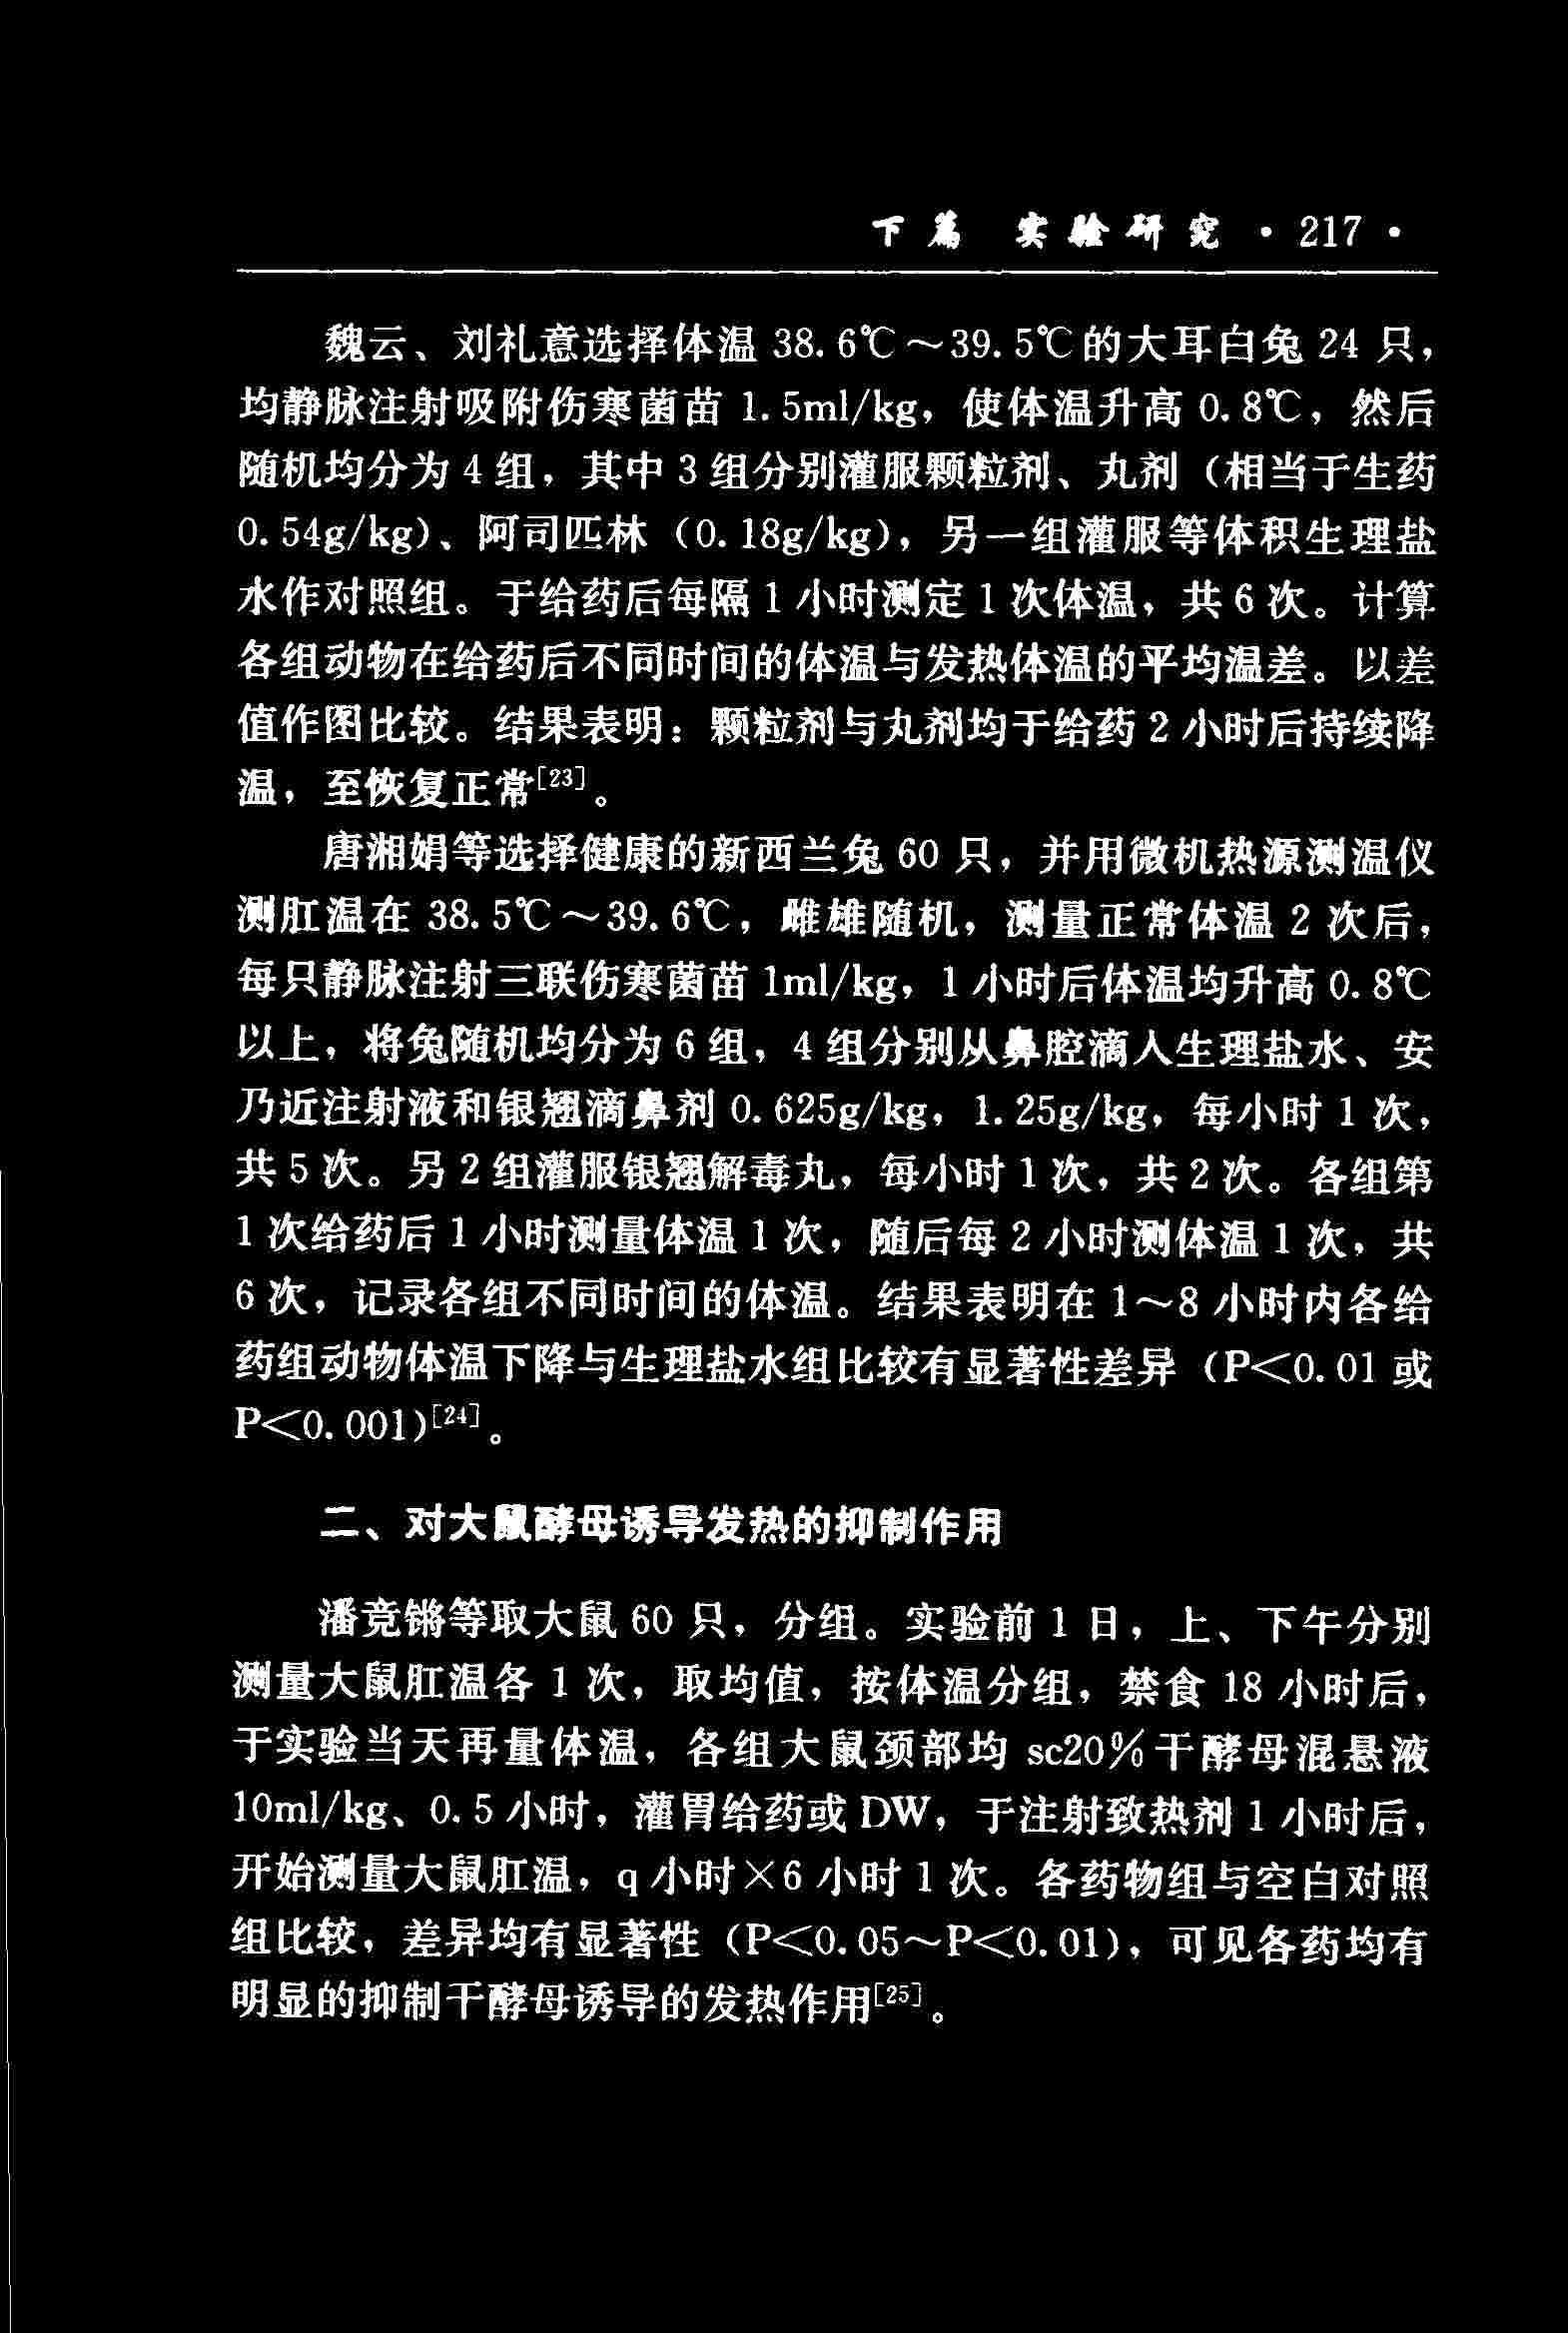 下篇 实验研究 · 217 ·
魏云、刘礼意选择体温 38.6℃～39.5℃的大耳白兔 24 只，
均静脉注射吸附伤寒菌苗 1.5ml/kg，使体温升高 0.8℃，然后
随机均分为 4 组，其中 3 组分别灌服颗粒剂、丸剂（相当于生药
0.54g/kg）、阿司匹林（0.18g/kg），另一组灌服等体积生理盐
水作对照组。于给药后每隔 1 小时测定 1 次体温，共 6 次。计算
各组动物在给药后不同时间的体温与发热体温的平均温差。以差
值作图比较。结果表明：颗粒剂与丸剂均于给药 2 小时后持续降
温，至恢复正常[23]。
唐湘娟等选择健康的新西兰兔 60 只，并用微机热源测温仪
测肛温在 38.5℃～39.6℃，雌雄随机，测量正常体温 2 次后，
每只静脉注射三联伤寒菌苗 1ml/kg，1 小时后体温均升高 0.8℃
以上，将兔随机均分为 6 组，4 组分别从鼻腔滴入生理盐水、安
乃近注射液和银翘滴鼻剂 0.625g/kg，1.25g/kg，每小时 1 次，
共 5 次。另 2 组灌服银翘解毒丸，每小时 1 次，共 2 次。各组第
1 次给药后 1 小时测量体温 1 次，随后每 2 小时测体温 1 次，共
6 次，记录各组不同时间的体温。结果表明在 1～8 小时内各给
药组动物体温下降与生理盐水组比较有显著性差异（P＜0.01 或
P＜0.001）[24]。
二、对大鼠酵母诱导发热的抑制作用
潘竞锵等取大鼠 60 只，分组。实验前 1 日，上、下午分别
测量大鼠肛温各 1 次，取均值，按体温分组，禁食 18 小时后，
于实验当天再量体温，各组大鼠颈部均 sc20％干酵母混悬液
10ml/kg、0.5 小时，灌胃给药或 DW，于注射致热剂 1 小时后，
开始测量大鼠肛温，q 小时×6 小时 1 次。各药物组与空白对照
组比较，差异均有显著性（P＜0.05～P＜0.01），可见各药均有
明显的抑制干酵母诱导的发热作用[25]。